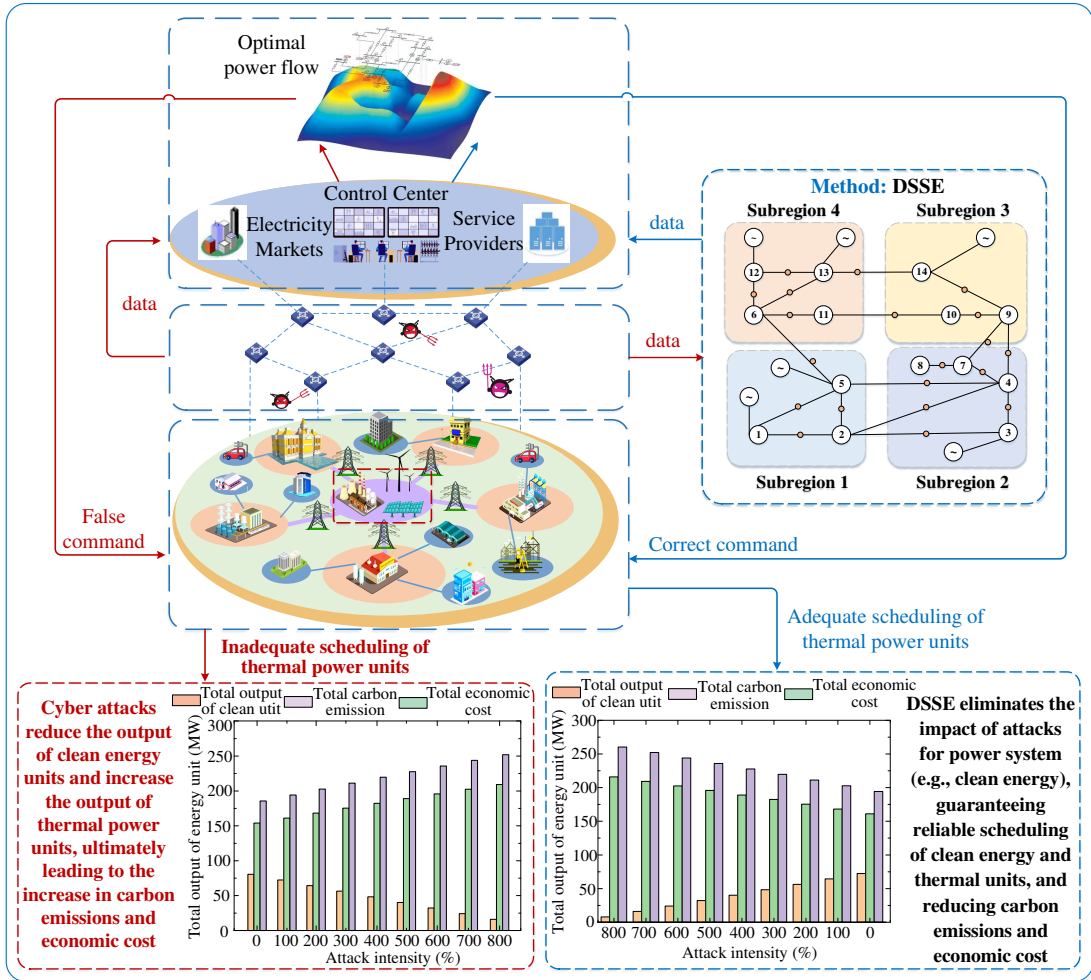 Optimal
power flow
Control Center
Electricity
Markets
Service
Providers
data
data
data
False
command
Correct command
Method: DSSE
Subregion 4
Subregion 3
~
~
~
12
13
14
6
11
10
9
8
7
~
5
4
~
1
2
3
~
Subregion 1
Subregion 2
Inadequate scheduling of
thermal power units
Adequate scheduling of
thermal power units
Cyber attacks
reduce the output
of clean energy
units and increase
the output of
thermal power
units, ultimately
leading to the
increase in carbon
emissions and
economic cost
Total output
of clean utit
Total carbon
emission
Total economic
cost
Total output of energy unit (MW)
300
250
200
150
100
50
0
0 100 200 300 400 500 600 700 800
Attack intensity (%)
Total output
of clean utit
Total carbon
emission
Total economic
cost
Total output of energy unit (MW)
300
250
200
150
100
50
0
800 700 600 500 400 300 200 100 0
Attack intensity (%)
DSSE eliminates the
impact of attacks
for power system
(e.g., clean energy),
guaranteeing
reliable scheduling
of clean energy and
thermal units, and
reducing carbon
emissions and
economic cost